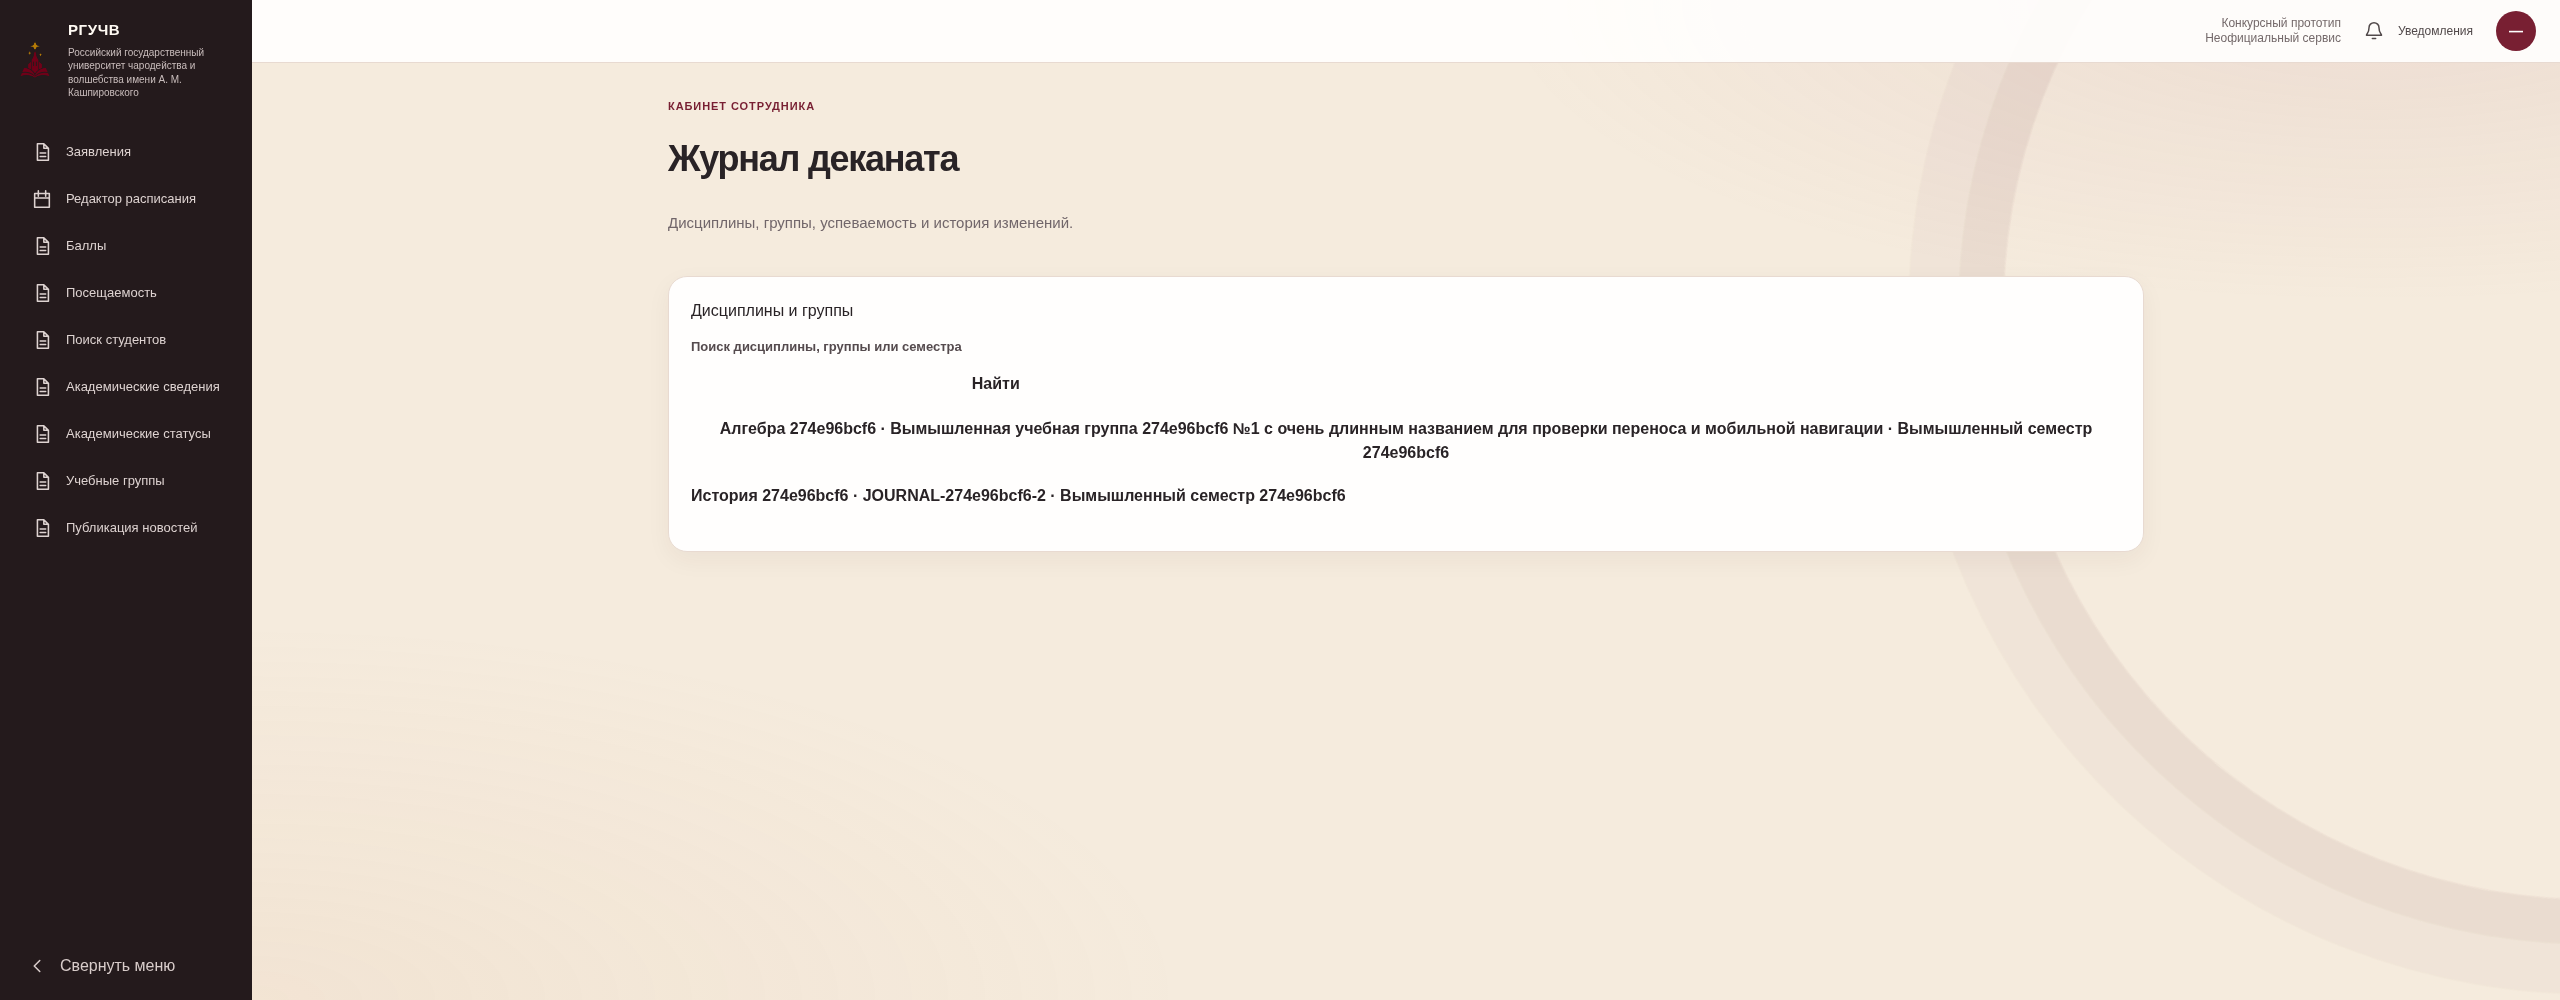 РГУЧВ
Российский государственный
университет чародейства и
волшебства имени А. М.
Кашпировского
Заявления
Редактор расписания
Баллы
Посещаемость
Поиск студентов
Академические сведения
Академические статусы
Учебные группы
Публикация новостей
Свернуть меню
Конкурсный прототип
Неофициальный сервис
Уведомления
КАБИНЕТ СОТРУДНИКА
Журнал деканата
Дисциплины, группы, успеваемость и история изменений.
Дисциплины и группы
Поиск дисциплины, группы или семестра
Найти
Алгебра 274e96bcf6 · Вымышленная учебная группа 274e96bcf6 №1 с очень длинным названием для проверки переноса и мобильной навигации · Вымышленный семестр
274e96bcf6
История 274e96bcf6 · JOURNAL-274e96bcf6-2 · Вымышленный семестр 274e96bcf6